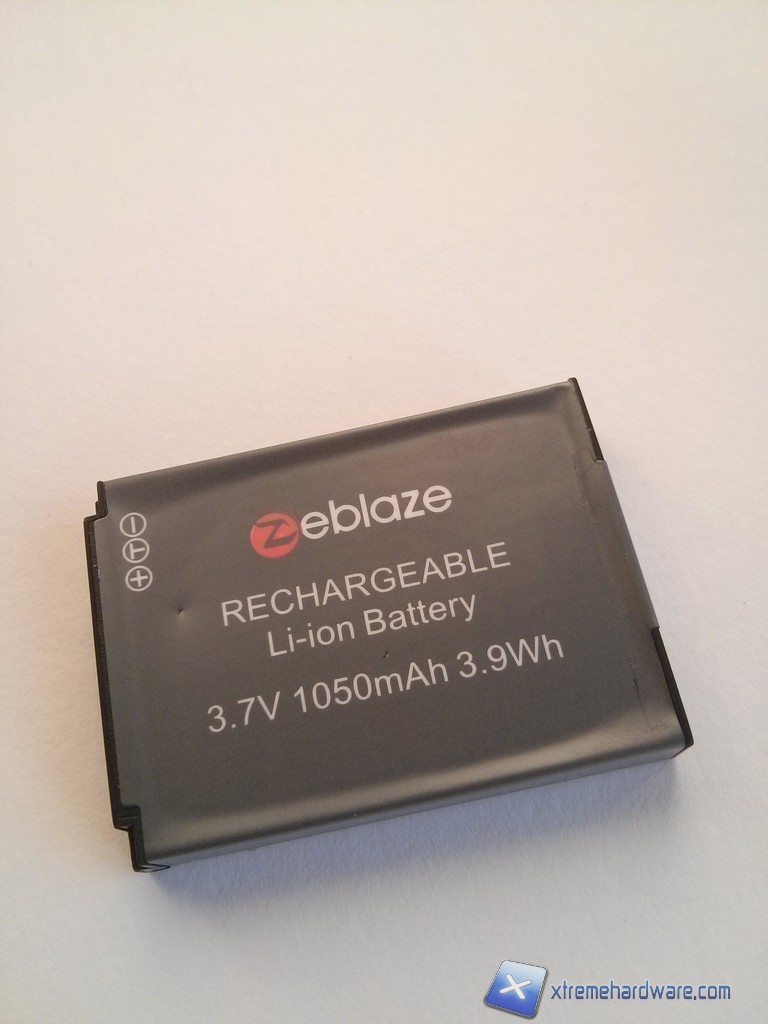 zeblaze
RECHARGEABLE
Li-ion Battery
3.7V 1050mAh 3.9Wh
xtremehardware.com